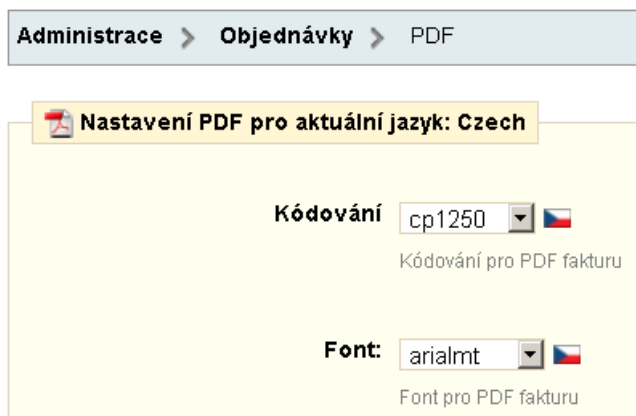 Administrace > Objednávky > PDF
Nastavení PDF pro aktuální jazyk: Czech
Kódování cp1250
Kódování pro PDF fakturu
Font: arialmt
Font pro PDF fakturu